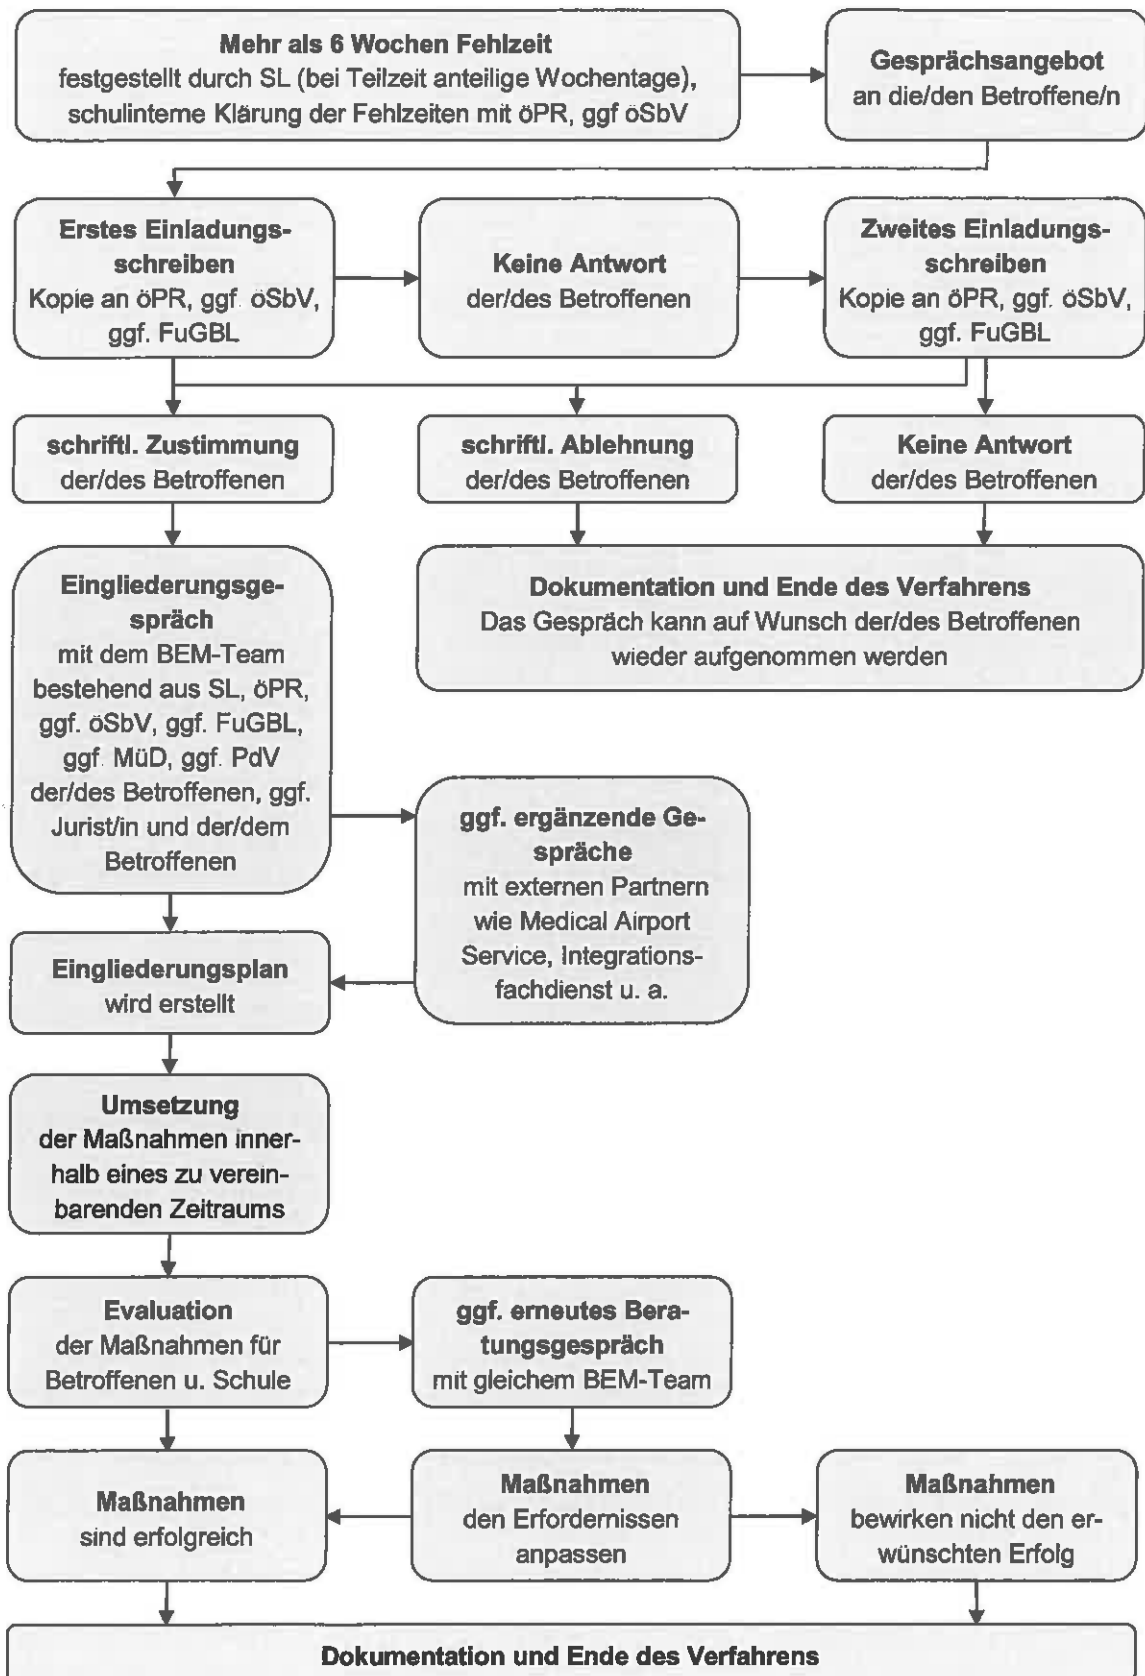 Mehr als 6 Wochen Fehlzeit
festgestellt durch SL (bei Teilzeit anteilige Wochentage),
schulinterne Klärung der Fehlzeiten mit öPR, ggf öSbV
Gesprächsangebot
an die/den Betroffene/n
Erstes Einladungs-
schreiben
Kopie an öPR, ggf. öSbV,
ggf. FuGBL
Keine Antwort
der/des Betroffenen
Zweites Einladungs-
schreiben
Kopie an öPR, ggf. öSbV,
ggf. FuGBL
schriftl. Zustimmung
der/des Betroffenen
schriftl. Ablehnung
der/des Betroffenen
Keine Antwort
der/des Betroffenen
Eingliederungsge-
spräch
mit dem BEM-Team
bestehend aus SL, öPR,
ggf. öSbV, ggf. FuGBL,
ggf. MüD, ggf. PdV
der/des Betroffenen, ggf.
Jurist/in und der/dem
Betroffenen
Dokumentation und Ende des Verfahrens
Das Gespräch kann auf Wunsch der/des Betroffenen
wieder aufgenommen werden
ggf. ergänzende Ge-
spräche
mit externen Partnern
wie Medical Airport
Service, Integrations-
fachdienst u. a.
Eingliederungsplan
wird erstellt
Umsetzung
der Maßnahmen inner-
halb eines zu verein-
barenden Zeitraums
Evaluation
der Maßnahmen für
Betroffenen u. Schule
ggf. erneutes Bera-
tungsgespräch
mit gleichem BEM-Team
Maßnahmen
sind erfolgreich
Maßnahmen
den Erfordernissen
anpassen
Maßnahmen
bewirken nicht den er-
wünschten Erfolg
Dokumentation und Ende des Verfahrens